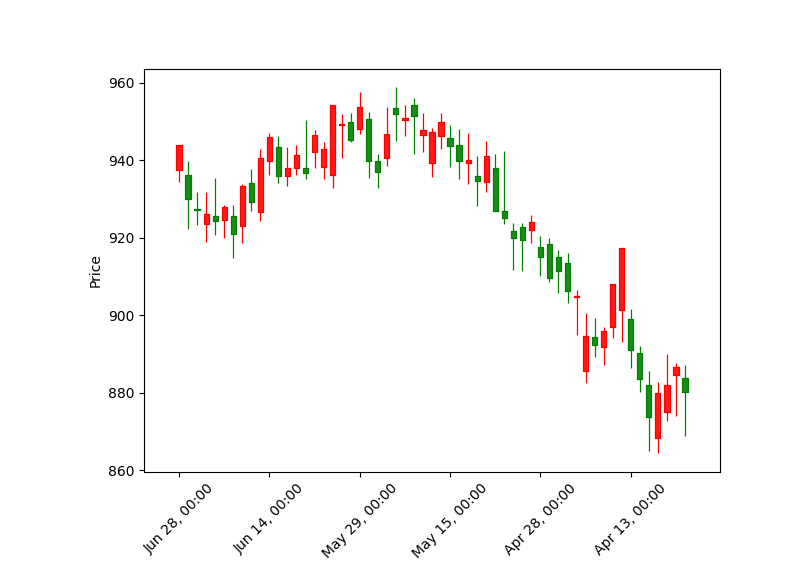 960
940
920
900
880
860
Price
Jun 28, 00:00
Jun 14, 00:00
May 29, 00:00
May 15, 00:00
Apr 28, 00:00
Apr 13, 00:00